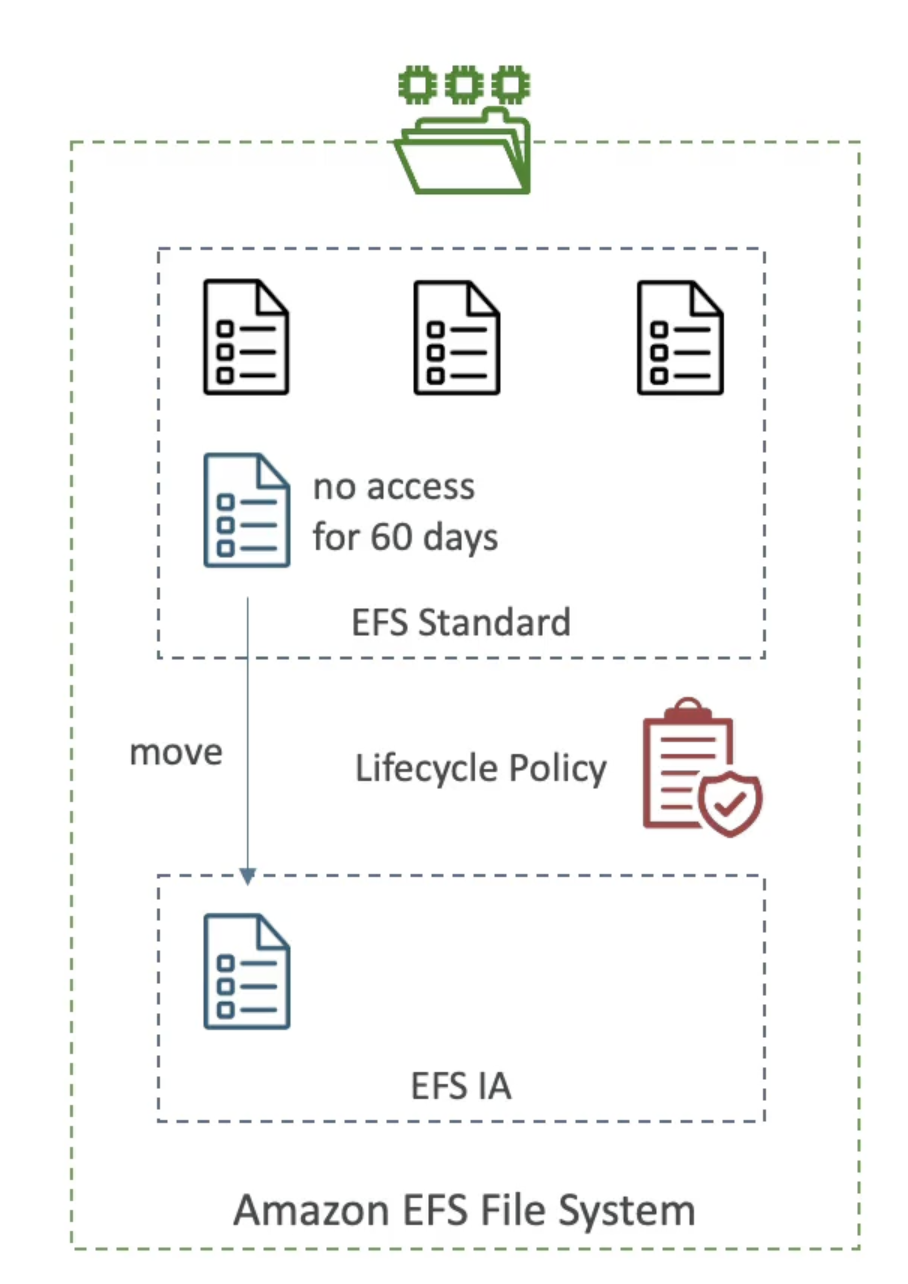 no access
for 60 days
EFS Standard
move
Lifecycle Policy
EFS IA
Amazon EFS File System